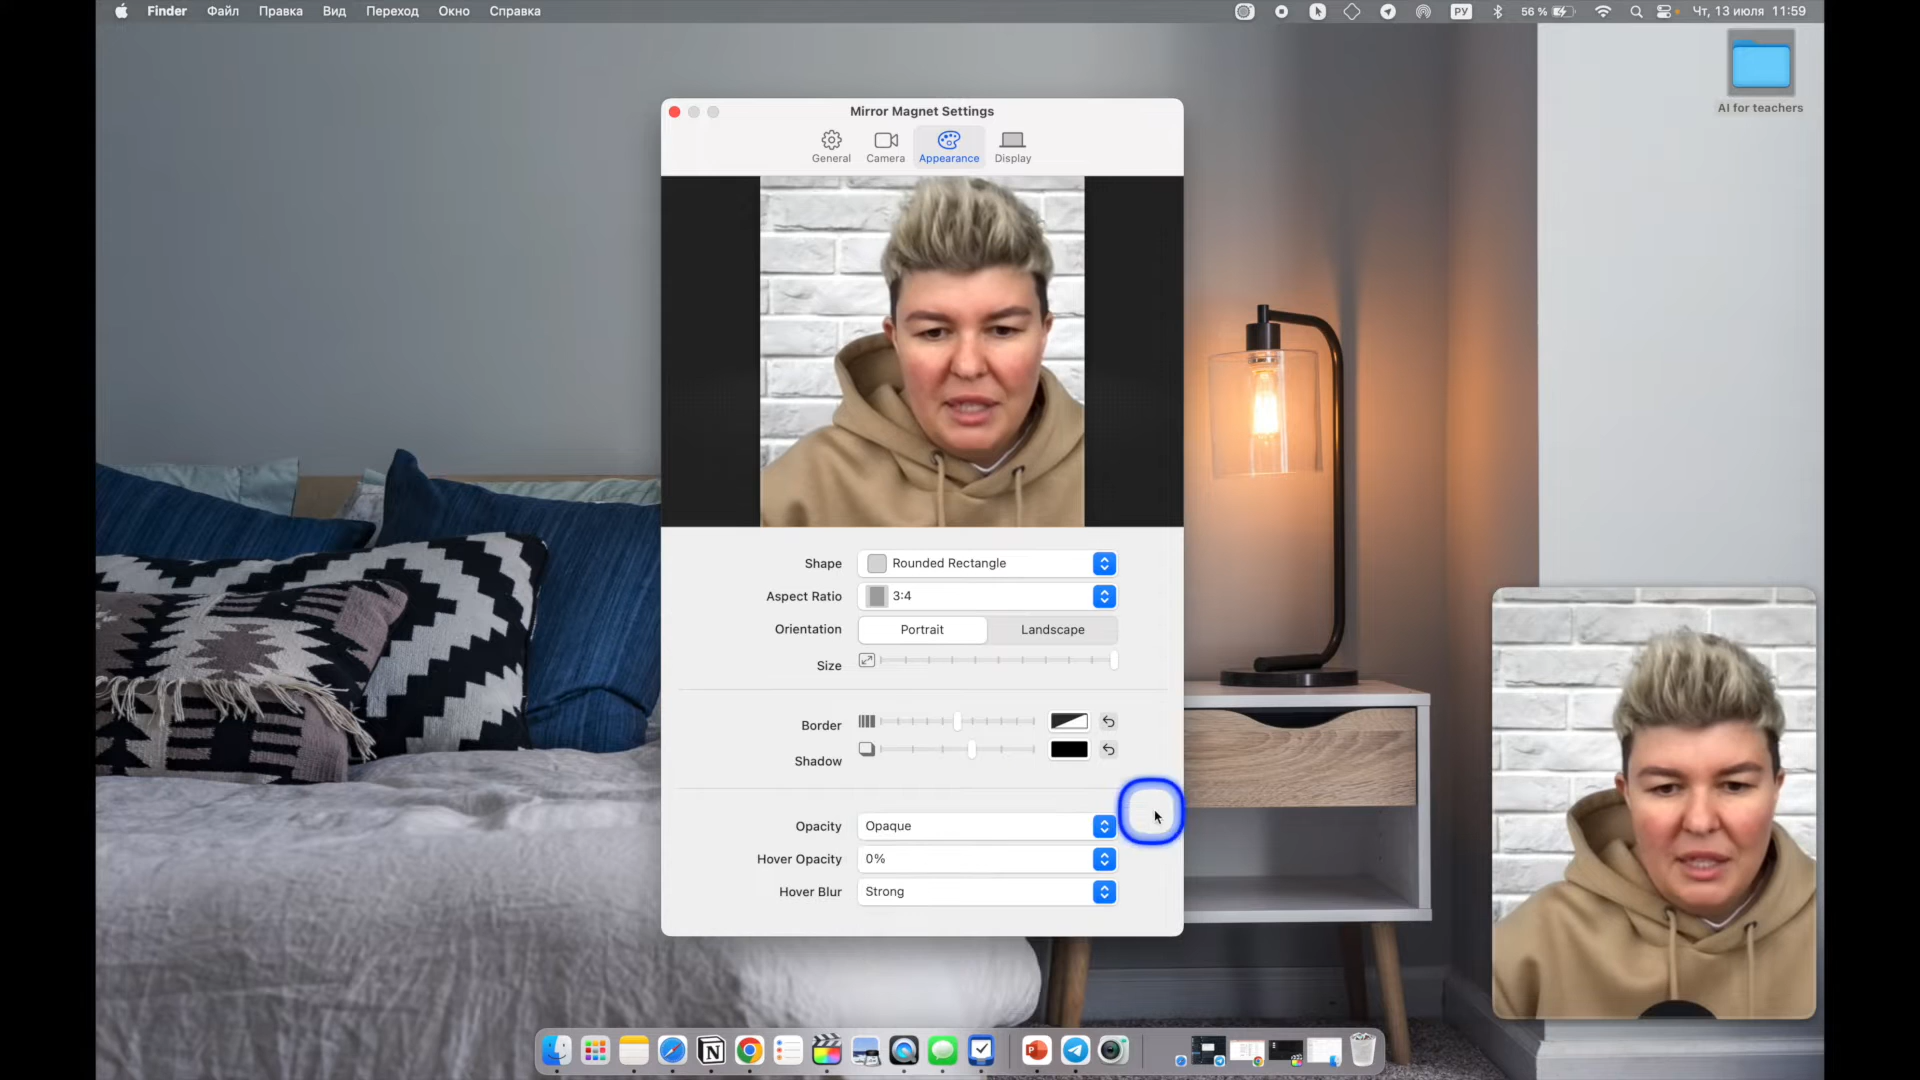 Finder Файл Правка Вид Переход Окно Справка
РУ 56 % Чт, 13 июля 11:59
AI for teachers
Mirror Magnet Settings
General Camera Appearance Display
Shape Rounded Rectangle
Aspect Ratio 3:4
Orientation Portrait Landscape
Size
Border
Shadow
Opacity Opaque
Hover Opacity 0%
Hover Blur Strong